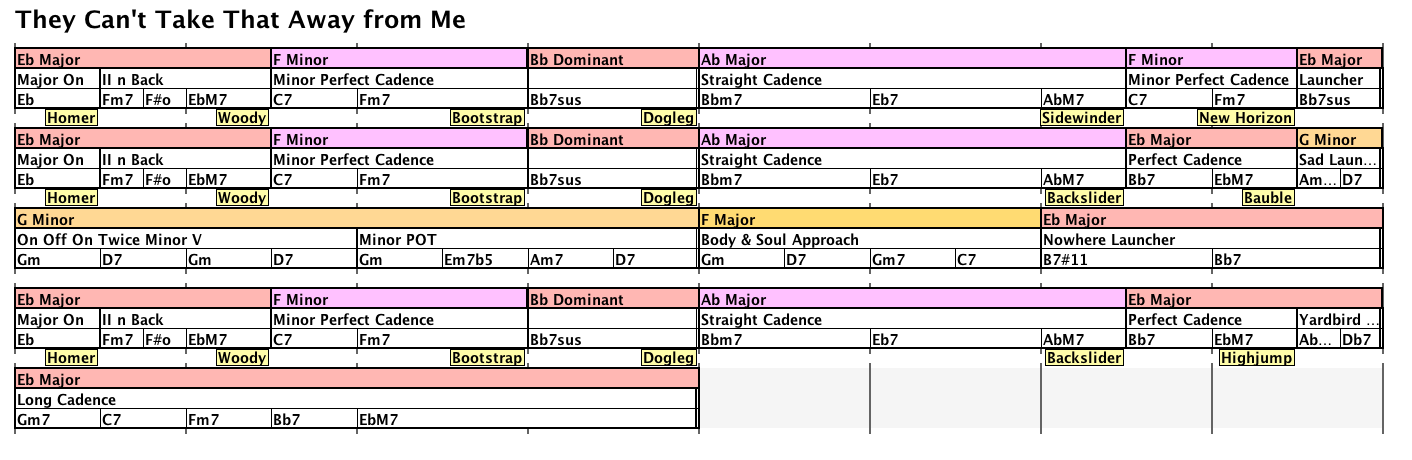 They Can't Take That Away from Me
Eb Major F Minor Bb Dominant Ab Major F Minor Eb Major
Major On II n Back Minor Perfect Cadence Straight Cadence Minor Perfect Cadence Launcher
Eb Fm7 F#o EbM7 C7 Fm7 Bb7sus Bbm7 Eb7 AbM7 C7 Fm7 Bb7sus
Homer Woody Bootstrap Dogleg Sidewinder New Horizon
Eb Major F Minor Bb Dominant Ab Major Eb Major G Minor
Major On II n Back Minor Perfect Cadence Straight Cadence Perfect Cadence Sad Laun...
Eb Fm7 F#o EbM7 C7 Fm7 Bb7sus Bbm7 Eb7 AbM7 Bb7 EbM7 Am... D7
Homer Woody Bootstrap Dogleg Backslider Bauble
G Minor F Major Eb Major
On Off On Twice Minor V Minor POT Body & Soul Approach Nowhere Launcher
Gm D7 Gm D7 Gm Em7b5 Am7 D7 Gm D7 Gm7 C7 B7#11 Bb7
Eb Major F Minor Bb Dominant Ab Major Eb Major
Major On II n Back Minor Perfect Cadence Straight Cadence Perfect Cadence Yardbird ...
Eb Fm7 F#o EbM7 C7 Fm7 Bb7sus Bbm7 Eb7 AbM7 Bb7 EbM7 Ab... Db7
Homer Woody Bootstrap Dogleg Backslider Highjump
Eb Major
Long Cadence
Gm7 C7 Fm7 Bb7 EbM7